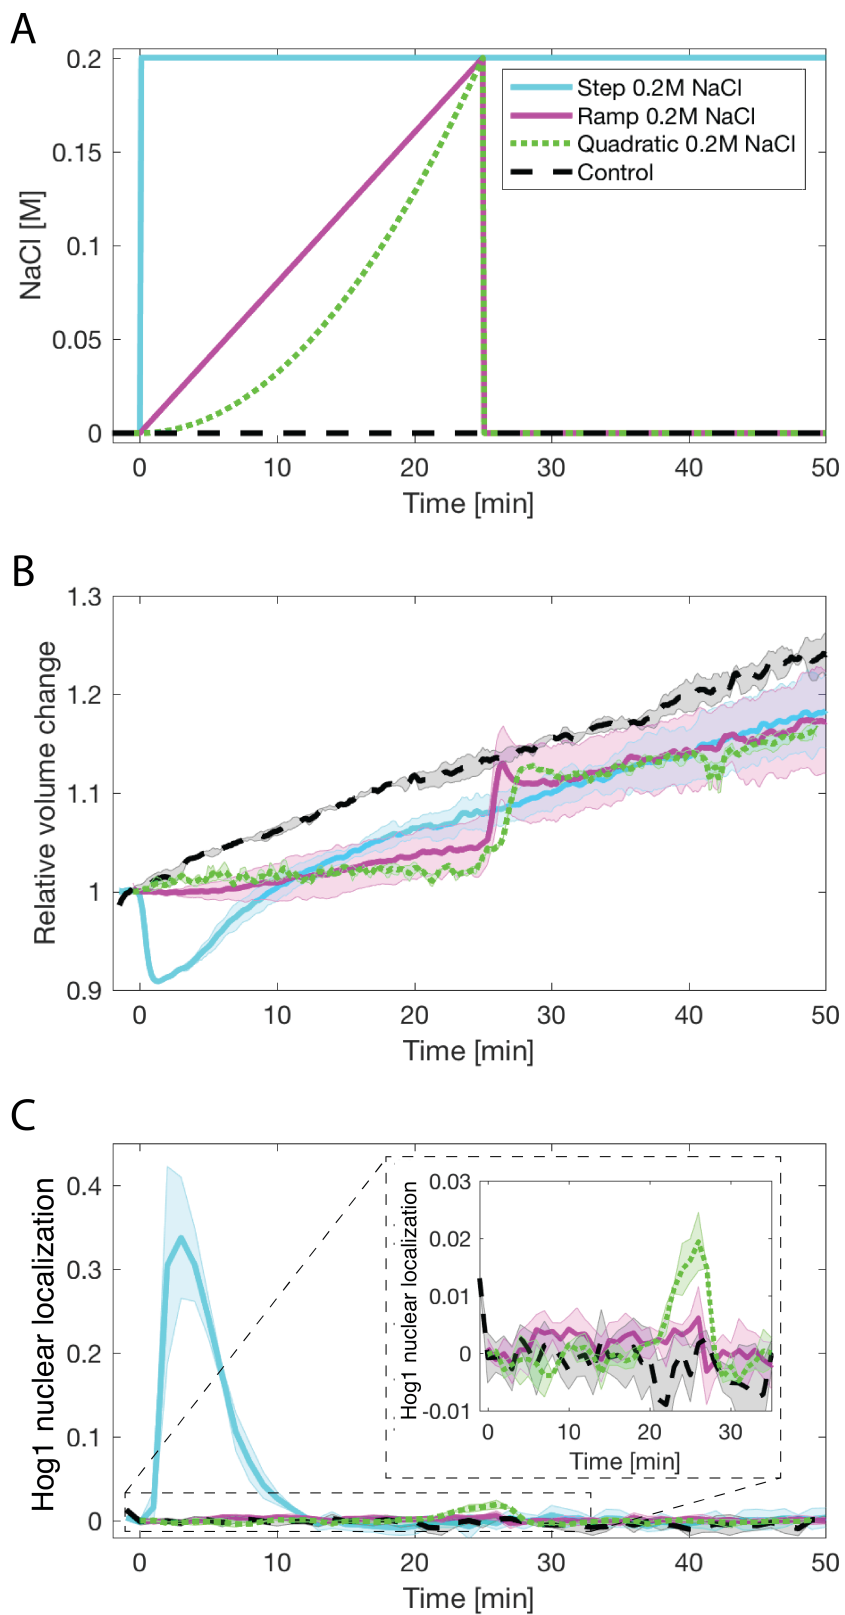 A
NaCl [M]
0.2
0.15
0.1
0.05
0
Step 0.2M NaCl
Ramp 0.2M NaCl
Quadratic 0.2M NaCl
Control
0 10 20 30 40 50
Time [min]
B
Relative volume change
1.3
1.2
1.1
1
0.9
0 10 20 30 40 50
Time [min]
C
Hog1 nuclear localization
0.4
0.3
0.2
0.1
0
Hog1 nuclear localization
0.03
0.02
0.01
0
-0.01
0 10 20 30
Time [min]
0 10 20 30 40 50
Time [min]